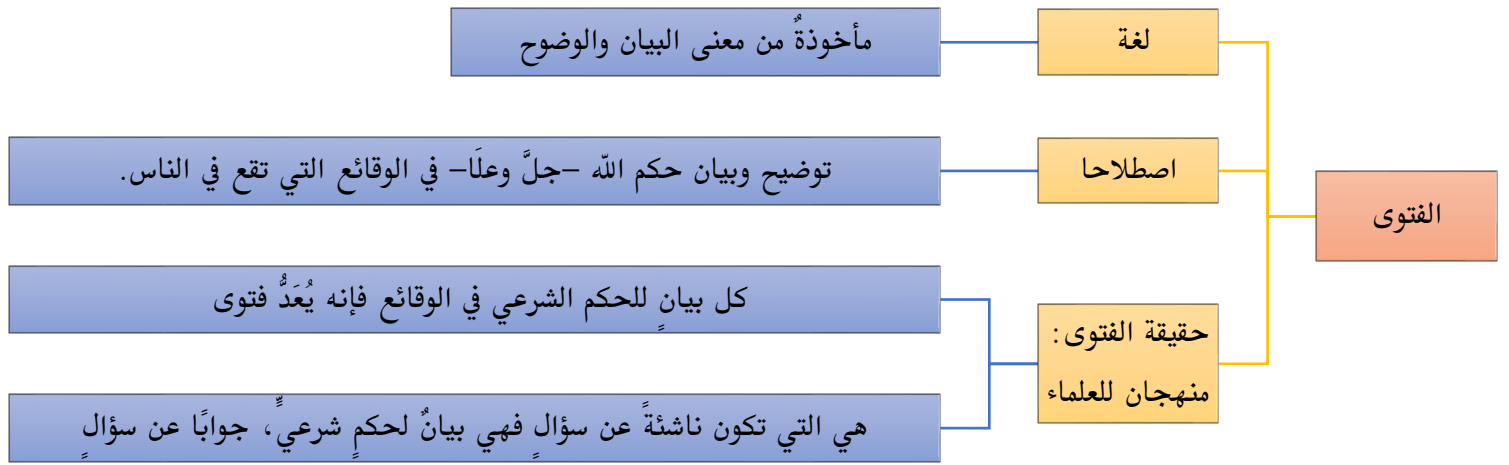 الفتوى
لغة
مأخوذةٌ من معنى البيان والوضوح
اصطلاحا
توضيح وبيان حكم الله –جلَّ وعلَا– في الوقائع التي تقع في الناس.
حقيقة الفتوى:
منهجان للعلماء
كل بيانٍ للحكم الشرعي في الوقائع فإنه يُعَدُّ فتوى
هي التي تكون ناشئةً عن سؤالٍ فهي بيانٌ لحكمٍ شرعيٍّ، جوابًا عن سؤالٍ